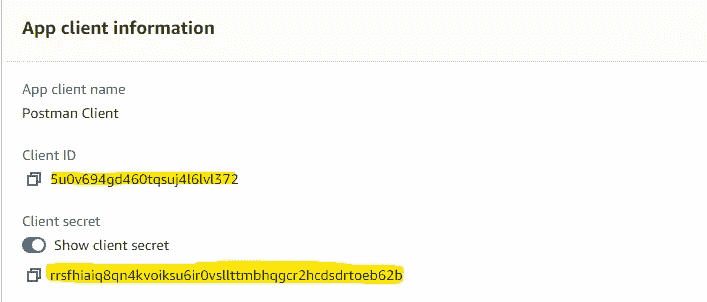 App client information
App client name
Postman Client
Client ID
5u0v694gd460tqsuj4l6lvl372
Client secret
Show client secret
rrsfhiaiq8qn4kvoiksu6ir0vsllttmbhqgcr2hcdsdrtoeb62b